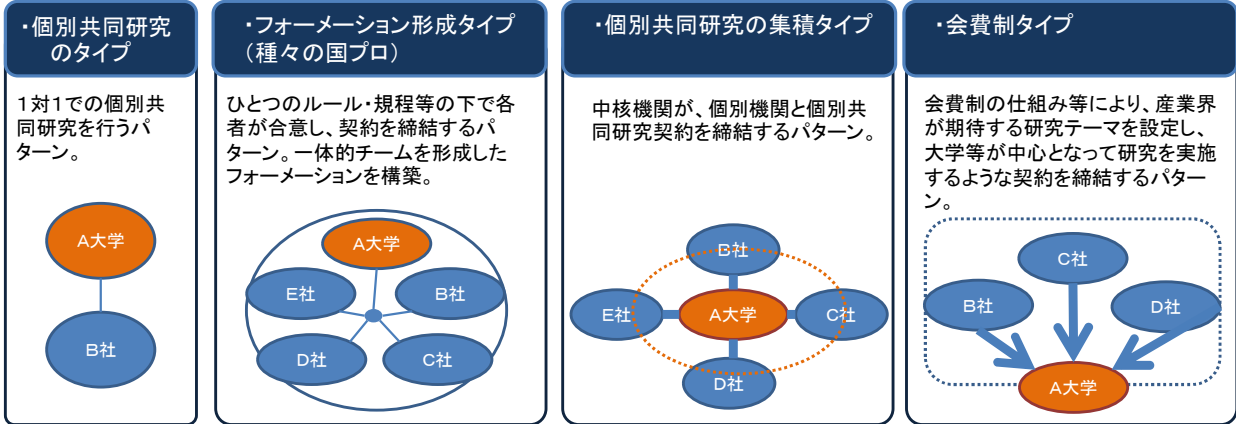 ・個別共同研究
のタイプ
1対1での個別共
同研究を行うパ
ターン。
A大学
B社
・フォーメーション形成タイプ
(種々の国プロ)
ひとつのルール・規程等の下で各
者が合意し、契約を締結するパ
ターン。一体的チームを形成した
フォーメーションを構築。
A大学
E社
B社
D社
C社
・個別共同研究の集積タイプ
中核機関が、個別機関と個別共
同研究契約を締結するパターン。
B社
E社
A大学
C社
D社
・会費制タイプ
会費制の仕組み等により、産業界
が期待する研究テーマを設定し、
大学等が中心となって研究を実施
するような契約を締結するパター
ン。
C社
B社
D社
A大学